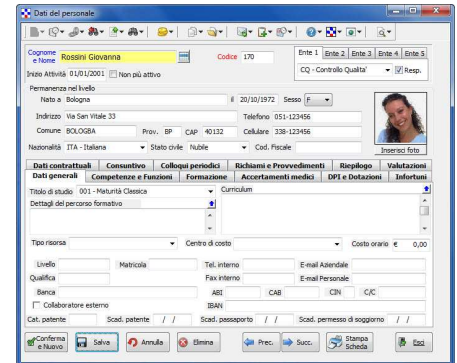 Dati del personale
Cognome e Nome Rossini Giovanna Codice 170
Ente 1 Ente 2 Ente 3 Ente 4 Ente 5
Inizio Attività 01/01/2001 Non più attivo CQ - Controllo Qualita' Resp.
Permanenza nel livello
Nato a Bologna il 20/10/1972 Sesso F
Indirizzo Via San Vitale 33 Telefono 051-123456
Comune BOLOGBA Prov. BP CAP 40132 Cellulare 338-123456
Nazionalità ITA - Italiana Stato civile Nubile Cod. Fiscale Inserisci foto
Dati contrattuali Consuntivo Colloqui periodici Richiami e Provvedimenti Riepilogo Valutazioni
Dati generali Competenze e Funzioni Formazione Accertamenti medici DPI e Dotazioni Infortuni
Titolo di studio 001 - Maturità Classica Curriculum
Dettagli del percorso formativo
Tipo risorsa Centro di costo Costo orario € 0,00
Livello Matricola Tel. interno E-mail Aziendale
Qualifica Fax interno E-mail Personale
Banca ABI CAB CIN C/C
Collaboratore esterno IBAN
Cat. patente Scad. patente / / Scad. passaporto / / Scad. permesso di soggiorno / /
Conferma e Nuovo Salva Annulla Elimina Prec. Succ. Stampa Scheda Esci